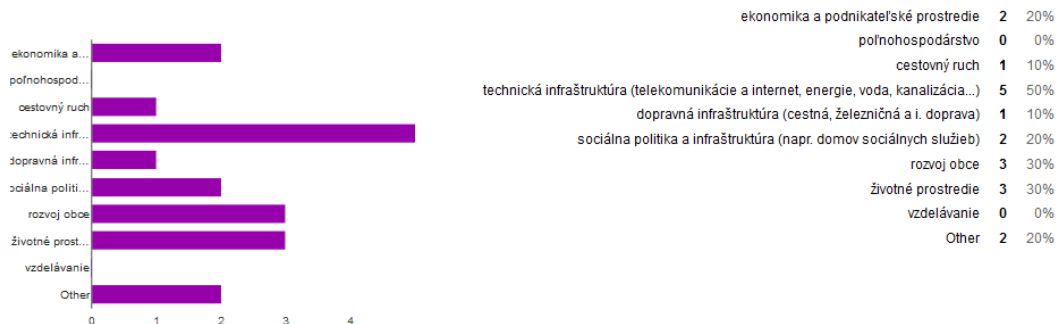 ekonomika a...
poľnohospod...
cestovný ruch
technická infr...
dopravná infr...
ociálna politi...
rozvoj obce
životné prost...
vzdelávanie
Other
0 1 2 3 4
ekonomika a podnikateľské prostredie 2 20%
poľnohospodárstvo 0 0%
cestovný ruch 1 10%
technická infraštruktúra (telekomunikácie a internet, energie, voda, kanalizácia...) 5 50%
dopravná infraštruktúra (cestná, železničná a i. doprava) 1 10%
sociálna politika a infraštruktúra (napr. domov sociálnych služieb) 2 20%
rozvoj obce 3 30%
životné prostredie 3 30%
vzdelávanie 0 0%
Other 2 20%